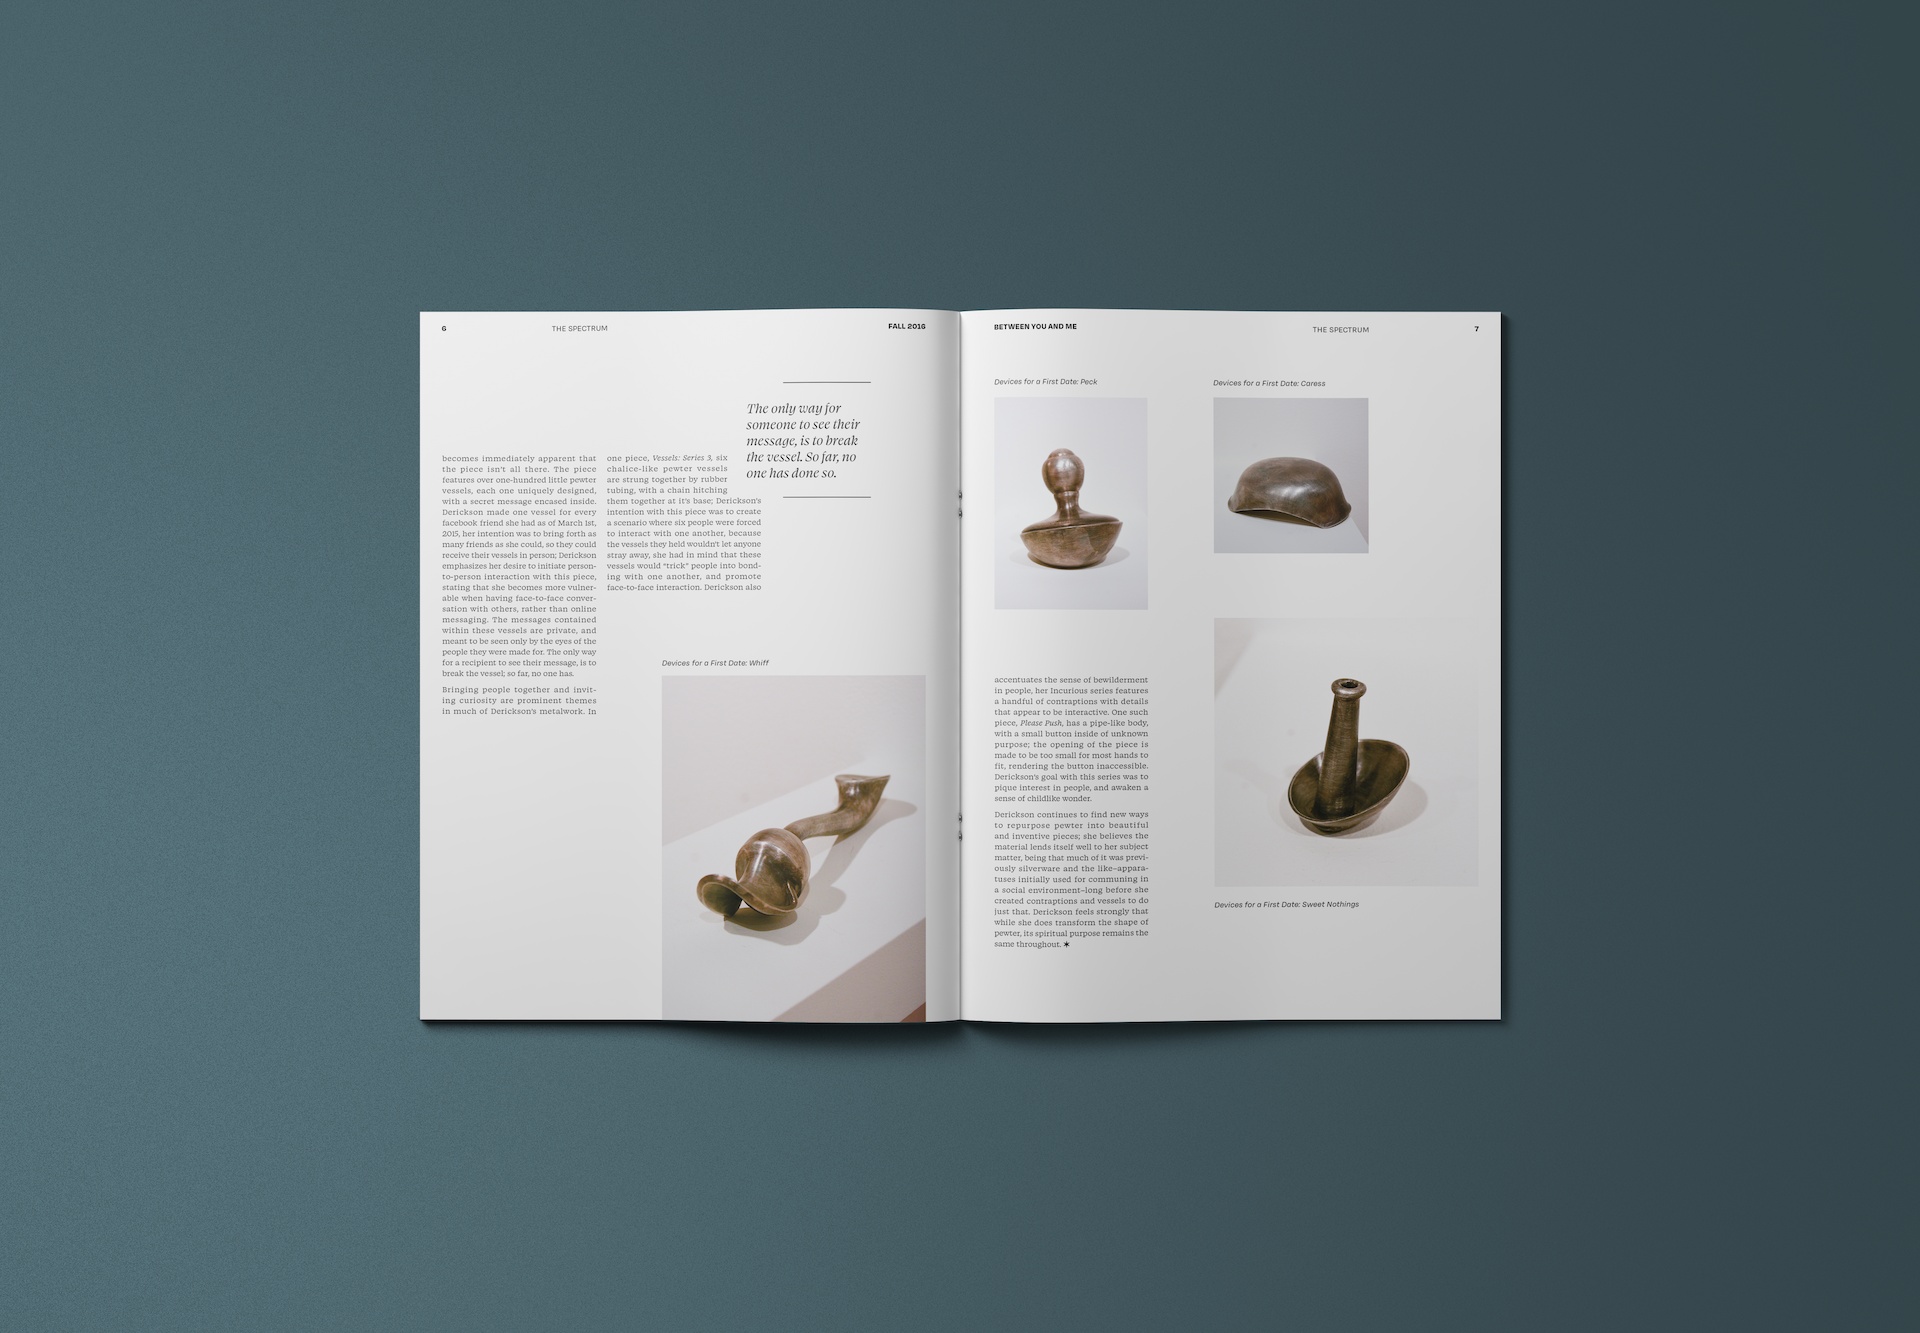 6
THE SPECTRUM
FALL 2016
The only way for
someone to see their
message, is to break
the vessel. So far, no
one has done so.
becomes immediately apparent that
the piece isn't all there. The piece
features over one-hundred little pewter
vessels, each one uniquely designed,
with a secret message encased inside.
Derickson made one vessel for every
facebook friend she had as of March 1st,
2015, her intention was to bring forth as
many friends as she could, so they could
receive their vessels in person; Derickson
emphasizes her desire to initiate person-
to-person interaction with this piece,
stating that she becomes more vulner-
able when having face-to-face conver-
sation with others, rather than online
messaging. The messages contained
within these vessels are private, and
meant to be seen only by the eyes of the
people they were made for. The only way
for a recipient to see their message, is to
break the vessel; so far, no one has.
Bringing people together and invit-
ing curiosity are prominent themes
in much of Derickson's metalwork. In
one piece, Vessels: Series 3, six
chalice-like pewter vessels
are strung together by rubber
tubing, with a chain hitching
them together at it's base; Derickson's
intention with this piece was to create
a scenario where six people were forced
to interact with one another, because
the vessels they held wouldn't let anyone
stray away, she had in mind that these
vessels would "trick" people into bond-
ing with one another, and promote
face-to-face interaction. Derickson also
Devices for a First Date: Whiff
BETWEEN YOU AND ME
THE SPECTRUM
7
Devices for a First Date: Peck
Devices for a First Date: Caress
accentuates the sense of bewilderment
in people, her Incurious series features
a handful of contraptions with details
that appear to be interactive. One such
piece, Please Push, has a pipe-like body,
with a small button inside of unknown
purpose; the opening of the piece is
made to be too small for most hands to
fit, rendering the button inaccessible.
Derickson's goal with this series was to
pique interest in people, and awaken a
sense of childlike wonder.
Derickson continues to find new ways
to repurpose pewter into beautiful
and inventive pieces; she believes the
material lends itself well to her subject
matter, being that much of it was previ-
ously silverware and the like—appara-
tuses initially used for communing in
a social environment—long before she
created contraptions and vessels to do
just that. Derickson feels strongly that
while she does transform the shape of
pewter, its spiritual purpose remains the
same throughout. ✶
Devices for a First Date: Sweet Nothings